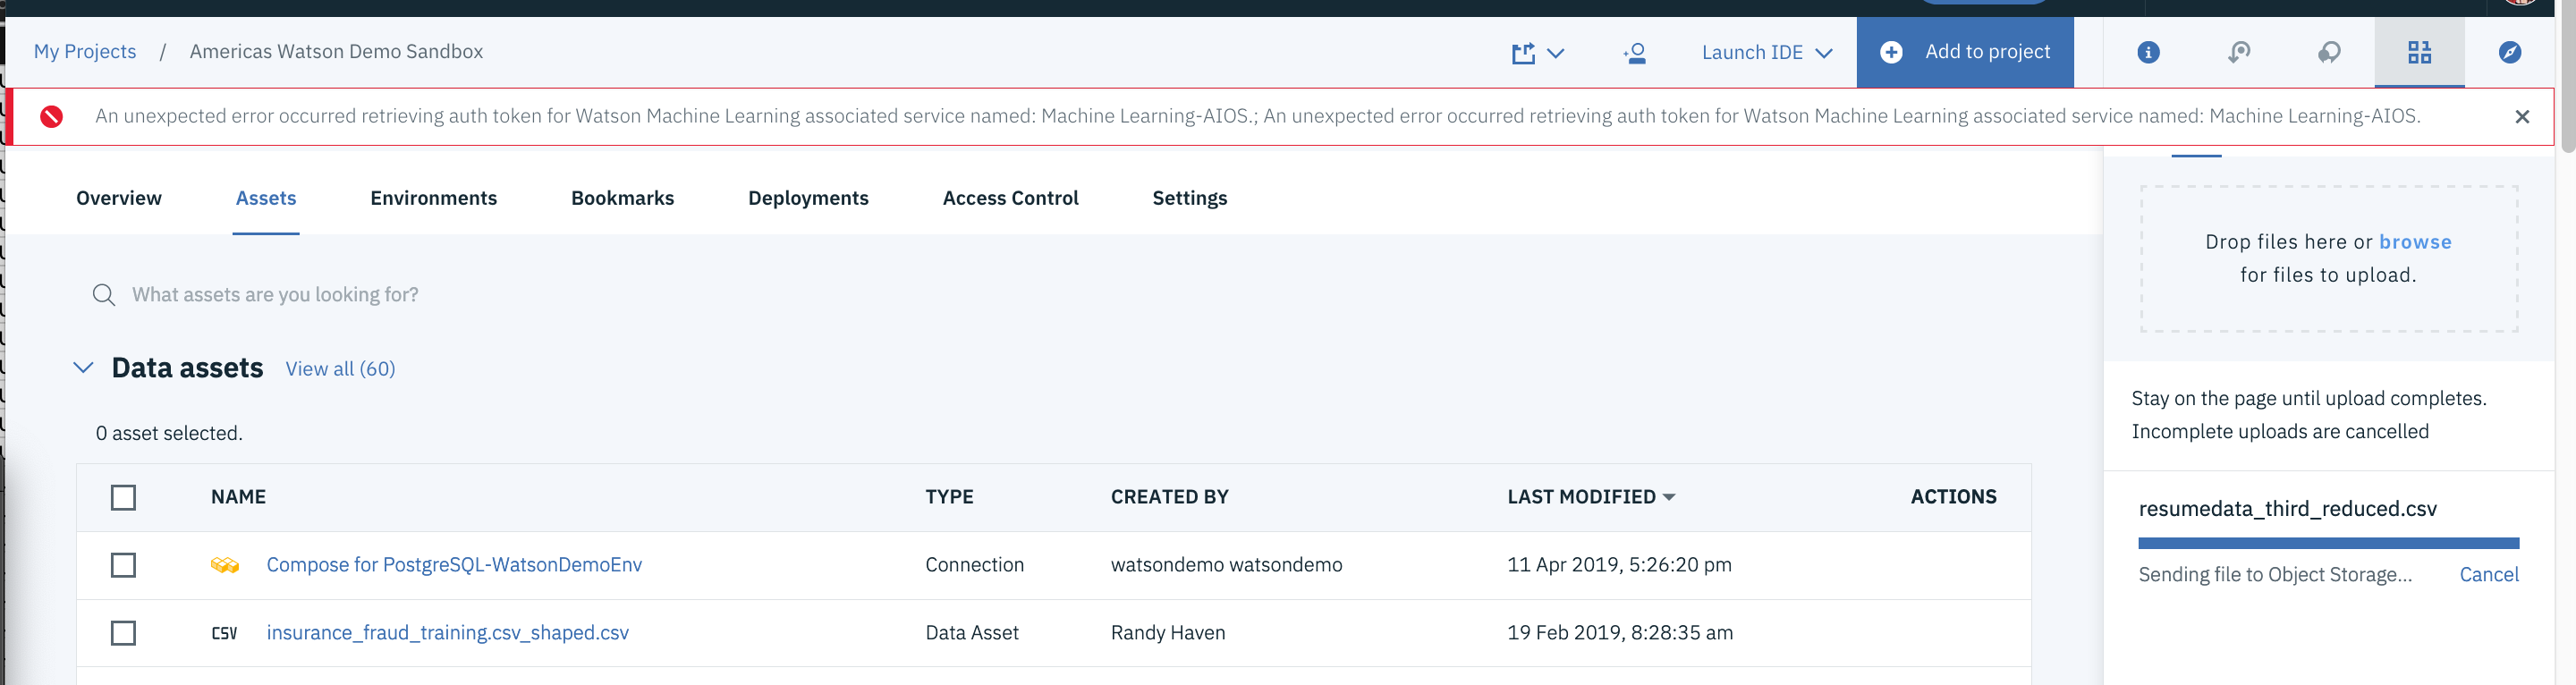 My Projects / Americas Watson Demo Sandbox
Launch IDE
Add to project
An unexpected error occurred retrieving auth token for Watson Machine Learning associated service named: Machine Learning-AIOS.; An unexpected error occurred retrieving auth token for Watson Machine Learning associated service named: Machine Learning-AIOS.
Overview Assets Environments Bookmarks Deployments Access Control Settings
What assets are you looking for?
Data assets View all (60)
0 asset selected.
NAME TYPE CREATED BY LAST MODIFIED ACTIONS
Compose for PostgreSQL-WatsonDemoEnv Connection watsondemo watsondemo 11 Apr 2019, 5:26:20 pm
CSV insurance_fraud_training.csv_shaped.csv Data Asset Randy Haven 19 Feb 2019, 8:28:35 am
Drop files here or browse
for files to upload.
Stay on the page until upload completes.
Incomplete uploads are cancelled
resumedata_third_reduced.csv
Sending file to Object Storage... Cancel